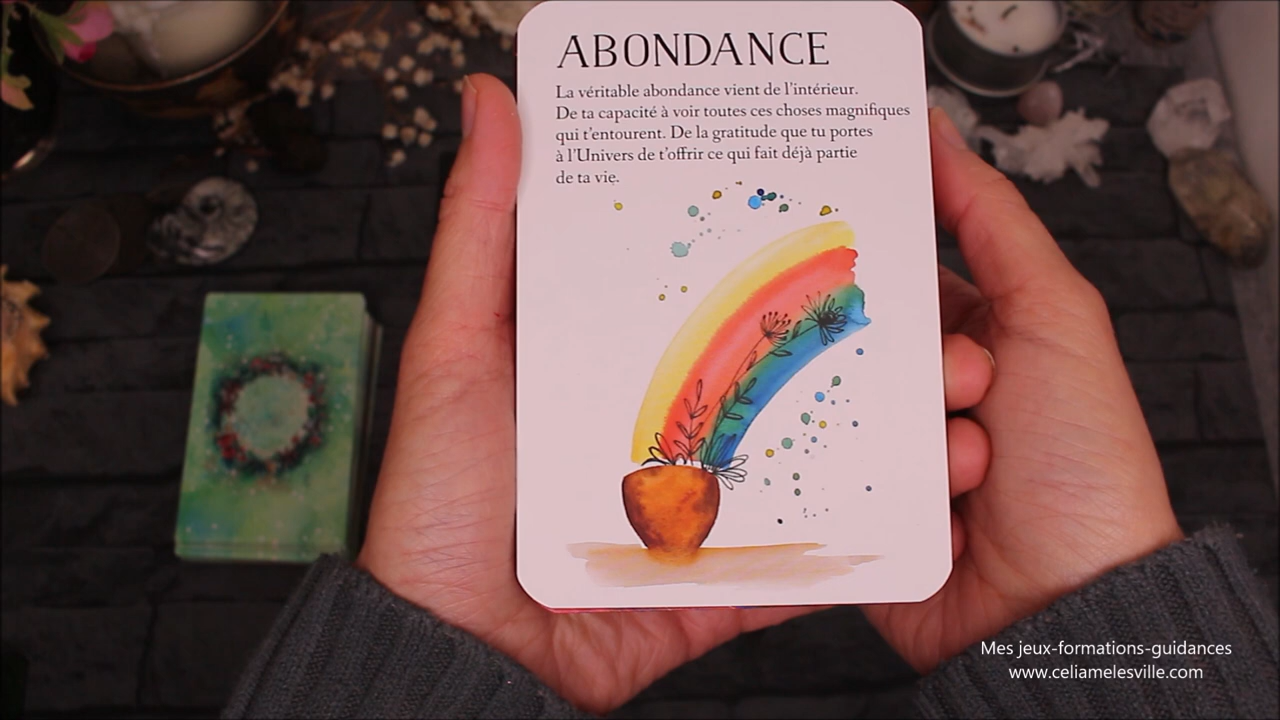 ABONDANCE
La véritable abondance vient de l'intérieur.
De ta capacité à voir toutes ces choses magnifiques
qui t'entourent. De la gratitude que tu portes
à l'Univers de t'offrir ce qui fait déjà partie
de ta vie.
Mes jeux-formations-guidances
www.celiamelesville.com